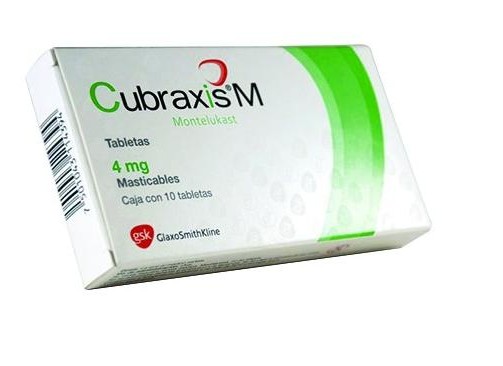 Cubraxis® M
Montelukast
Tabletas
4 mg
Masticables
Caja con 10 tabletas
gsk GlaxoSmithKline